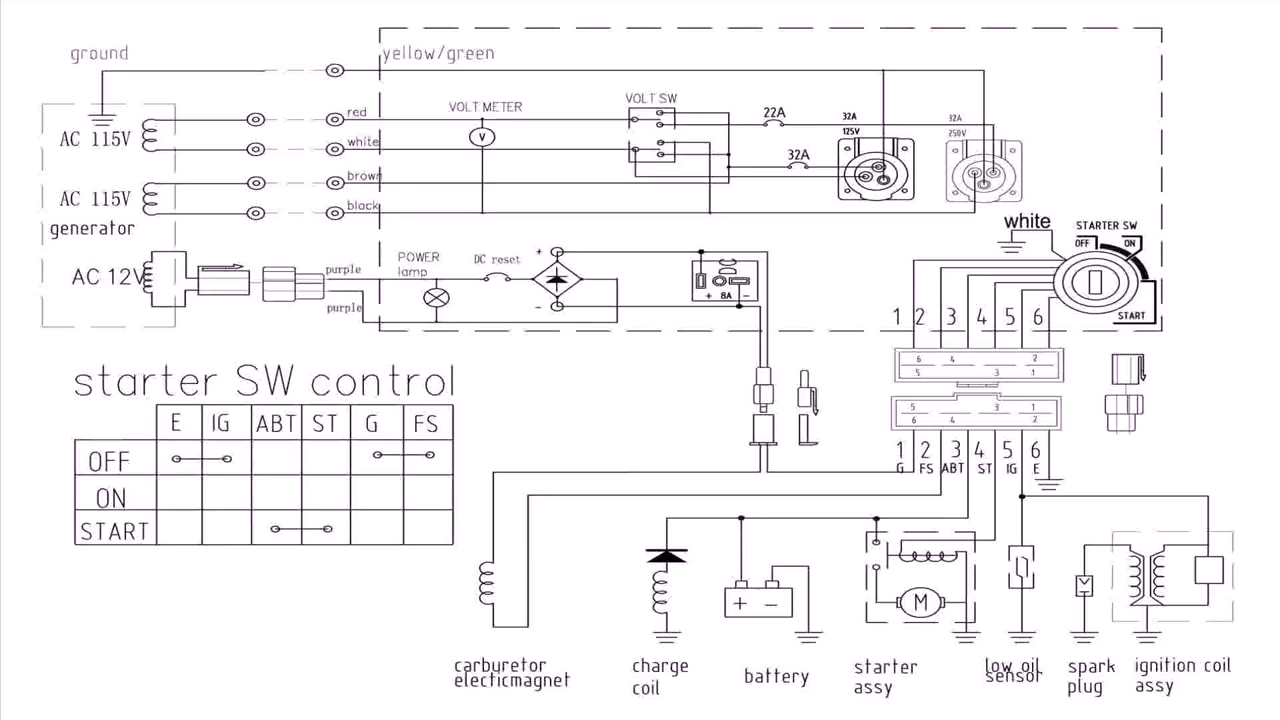 ground
yellow/green
red
white
brown
black
AC 115V
AC 115V
generator
AC 12V
VOLT METER
V
VOLT SW
22A
32A
32A
125V
32A
250V
purple
purple
POWER
lamp
DC reset
+
-
+ 8A -
white
STARTER SW
OFF
ON
START
1 2 3 4 5 6
6 4 2
5 3 1
5 3 1
6 4 2
1 2 3 4 5 6
G FS ABT ST IG E
starter SW control
E IG ABT ST G FS
OFF
ON
START
+ -
M
carburetor
electicmagnet
charge
coil
battery
starter
assy
low oil
sensor
spark
plug
ignition coil
assy